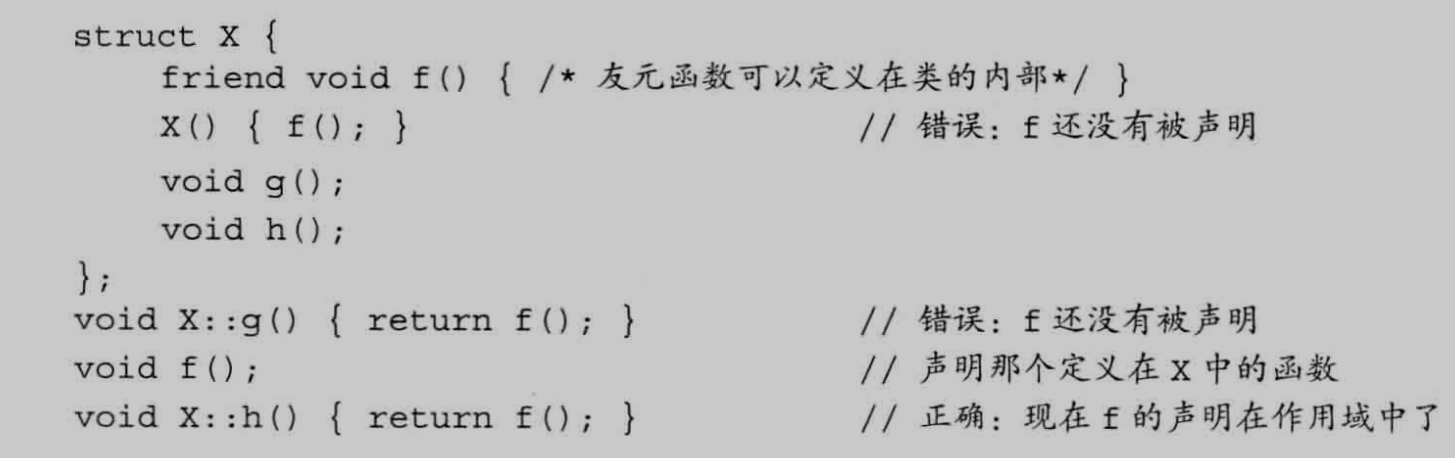 struct X {
    friend void f() { /* 友元函数可以定义在类的内部*/ }
    X() { f(); }                    // 错误：f 还没有被声明
    void g();
    void h();
};
void X::g() { return f(); }         // 错误：f 还没有被声明
void f();                           // 声明那个定义在 X 中的函数
void X::h() { return f(); }         // 正确：现在 f 的声明在作用域中了